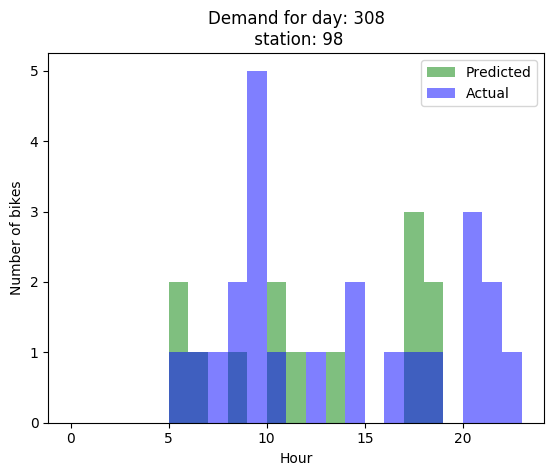 Demand for day: 308
station: 98
Predicted
Actual
Number of bikes
5
4
3
2
1
0
0 5 10 15 20
Hour